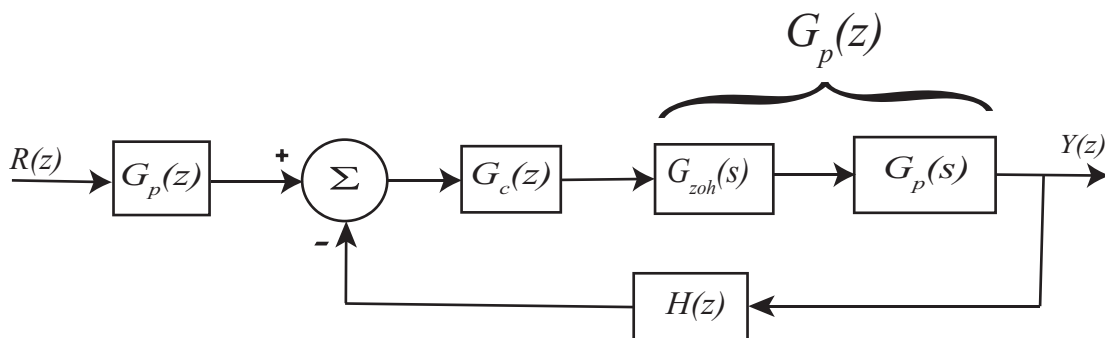 G_p(z)
R(z)
G_p(z)
+
Σ
G_c(z)
G_zoh(s)
G_p(s)
Y(z)
-
H(z)